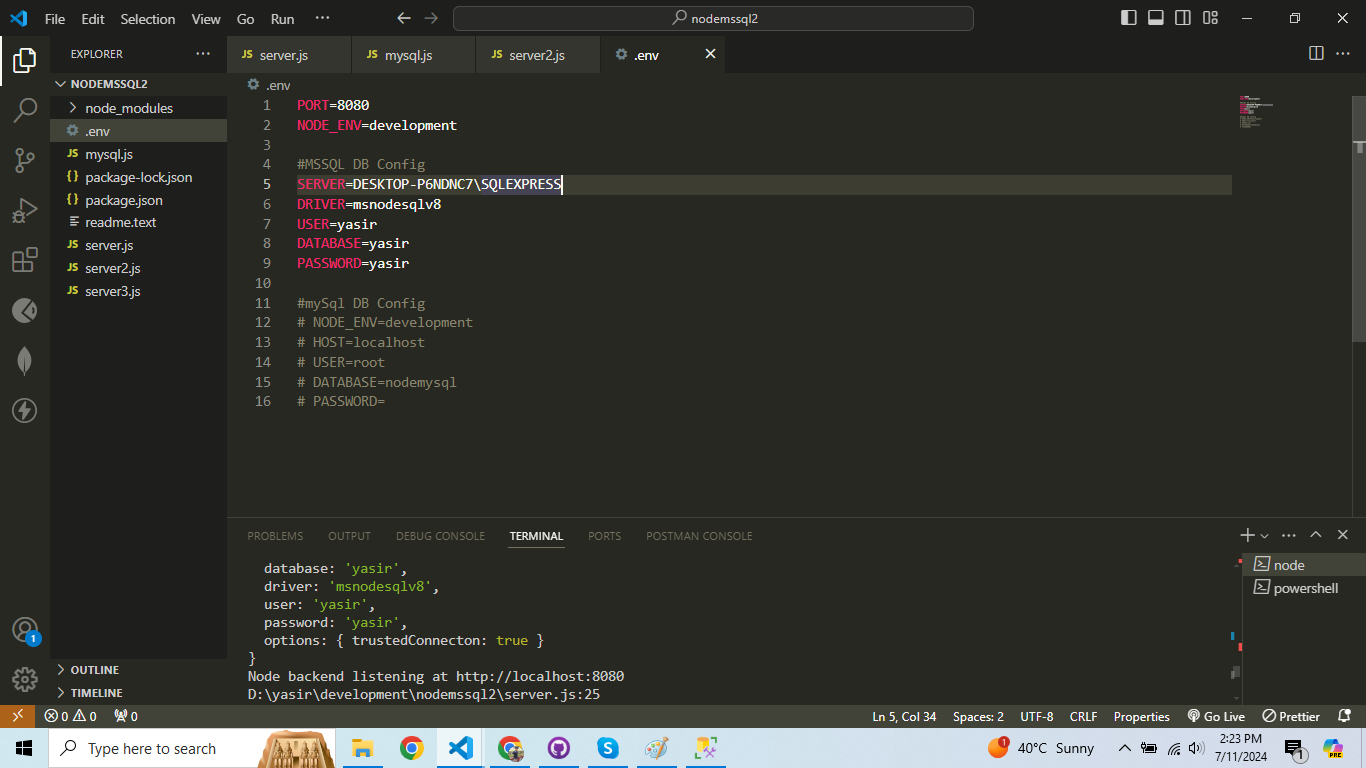 File Edit Selection View Go Run ··· nodemssql2
EXPLORER ···
server.js mysql.js server2.js .env
NODEMSSQL2
node_modules
.env
mysql.js
package-lock.json
package.json
readme.text
server.js
server2.js
server3.js
OUTLINE
TIMELINE
.env
1 PORT=8080
2 NODE_ENV=development
3
4 #MSSQL DB Config
5 SERVER=DESKTOP-P6NDNC7\SQLEXPRESS
6 DRIVER=msnodesqlv8
7 USER=yasir
8 DATABASE=yasir
9 PASSWORD=yasir
10
11 #mySql DB Config
12 # NODE_ENV=development
13 # HOST=localhost
14 # USER=root
15 # DATABASE=nodemysql
16 # PASSWORD=
PROBLEMS OUTPUT DEBUG CONSOLE TERMINAL PORTS POSTMAN CONSOLE
database: 'yasir',
driver: 'msnodesqlv8',
user: 'yasir',
password: 'yasir',
options: { trustedConnecton: true }
}
Node backend listening at http://localhost:8080
D:\yasir\development\nodemssql2\server.js:25
node
powershell
1
0 0 0 Ln 5, Col 34 Spaces: 2 UTF-8 CRLF Properties Go Live Prettier
Type here to search 1 40°C Sunny 2:23 PM
7/11/2024 1 PRE